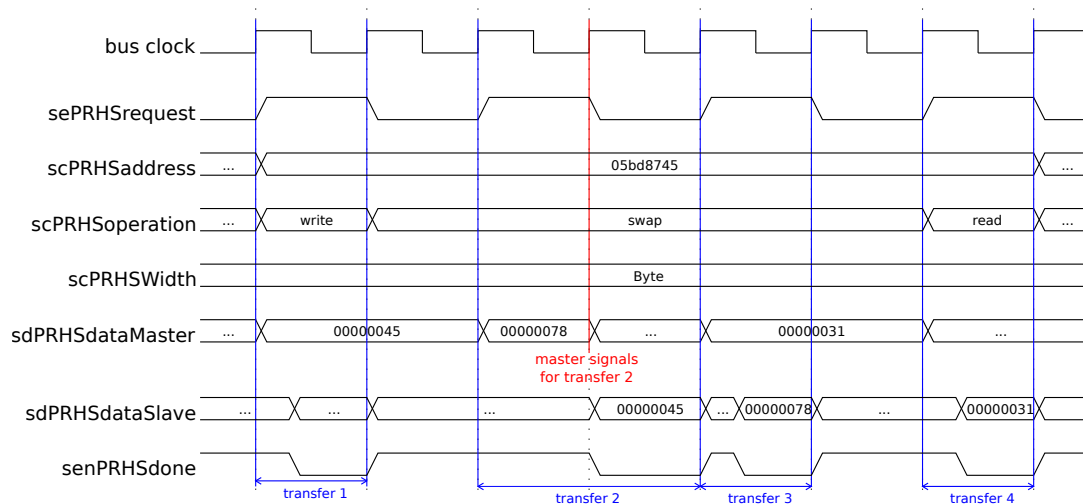 bus clock
sePRHSrequest
scPRHSaddress ... 05bd8745 ...
scPRHSoperation ... write swap read ...
scPRHSWidth Byte
sdPRHSdataMaster ... 00000045 00000078 ... 00000031 ...
master signals
for transfer 2
sdPRHSdataSlave ... ... ... 00000045 ... 00000078 ... 00000031
senPRHSdone
transfer 1 transfer 2 transfer 3 transfer 4